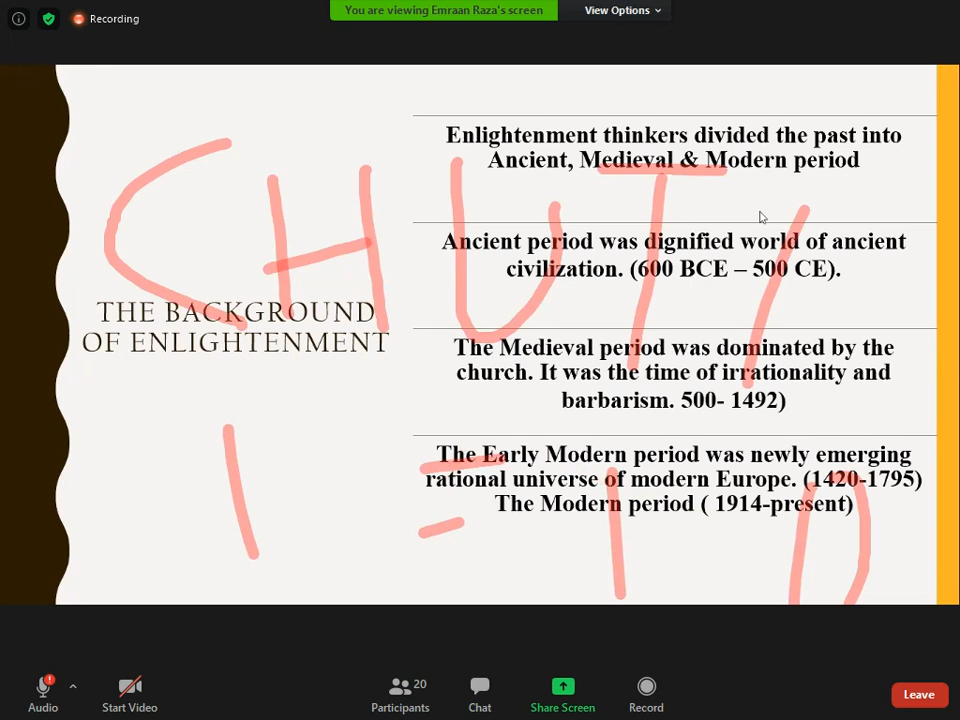 Recording
You are viewing Emraan Raza's screen
View Options
THE BACKGROUND
OF ENLIGHTENMENT
Enlightenment thinkers divided the past into
Ancient, Medieval & Modern period
Ancient period was dignified world of ancient
civilization. (600 BCE – 500 CE).
The Medieval period was dominated by the
church. It was the time of irrationality and
barbarism. 500- 1492)
The Early Modern period was newly emerging
rational universe of modern Europe. (1420-1795)
The Modern period ( 1914-present)
CHUTI
1 = 1 D
Audio
Start Video
Participants
20
Chat
Share Screen
Record
Leave